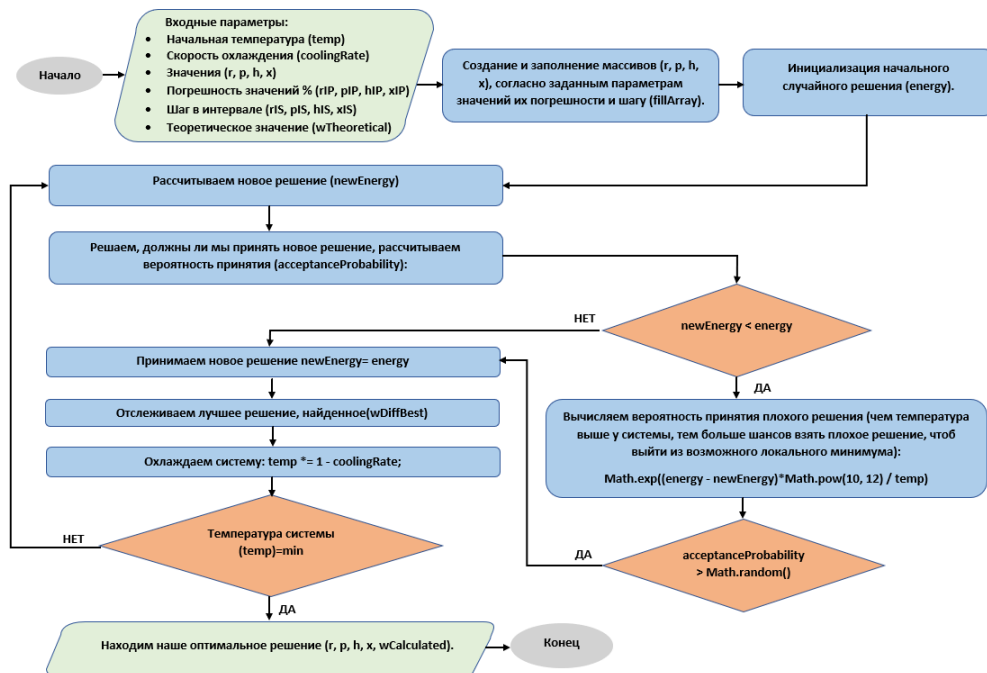 Начало
Входные параметры:
• Начальная температура (temp)
• Скорость охлаждения (coolingRate)
• Значения (r, p, h, x)
• Погрешность значений % (rIP, pIP, hIP, xIP)
• Шаг в интервале (rIS, pIS, hIS, xIS)
• Теоретическое значение (wTheoretical)
Создание и заполнение массивов (r, p, h,
x), согласно заданным параметрам
значений их погрешности и шагу (fillArray).
Инициализация начального
случайного решения (energy).
Рассчитываем новое решение (newEnergy)
Решаем, должны ли мы принять новое решение, рассчитываем
вероятность принятия (acceptanceProbability):
newEnergy < energy
НЕТ
ДА
Принимаем новое решение newEnergy= energy
Отслеживаем лучшее решение, найденное(wDiffBest)
Охлаждаем систему: temp *= 1 - coolingRate;
Вычисляем вероятность принятия плохого решения (чем температура
выше у системы, тем больше шансов взять плохое решение, чтоб
выйти из возможного локального минимума):
Math.exp((energy - newEnergy)*Math.pow(10, 12) / temp)
acceptanceProbability
> Math.random()
ДА
Температура системы
(temp)=min
НЕТ
ДА
Находим наше оптимальное решение (r, p, h, x, wCalculated).
Конец